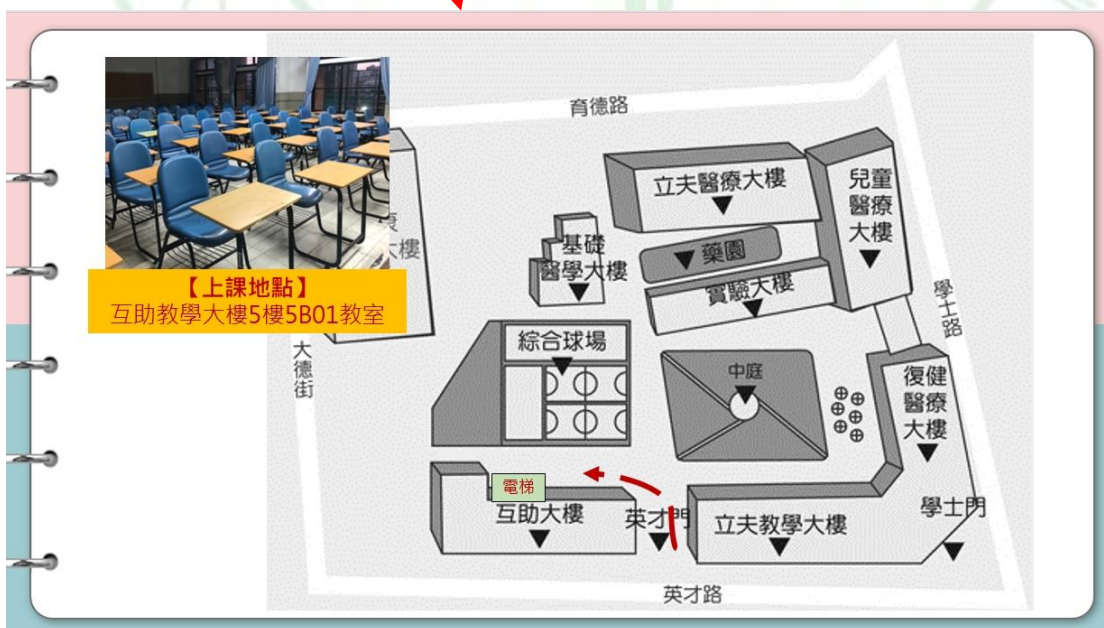 育德路
立夫醫療大樓
兒童
醫療
大樓
基礎
醫學大樓
藥園
實驗大樓
大樓
【上課地點】
互助教學大樓5樓5B01教室
學士路
大德街
綜合球場
中庭
復健
醫療
大樓
電梯
互助大樓
英才門
立夫教學大樓
學士門
英才路